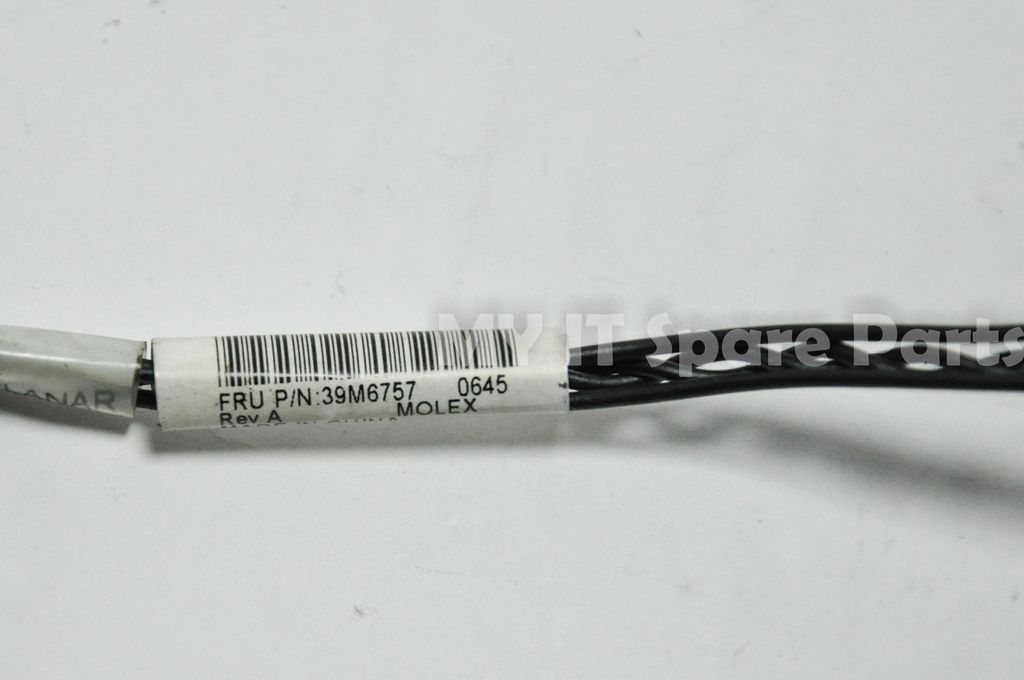 MY IT Spare Parts
LANAR
FRU P/N:39M6757 0645
Rev A MOLEX